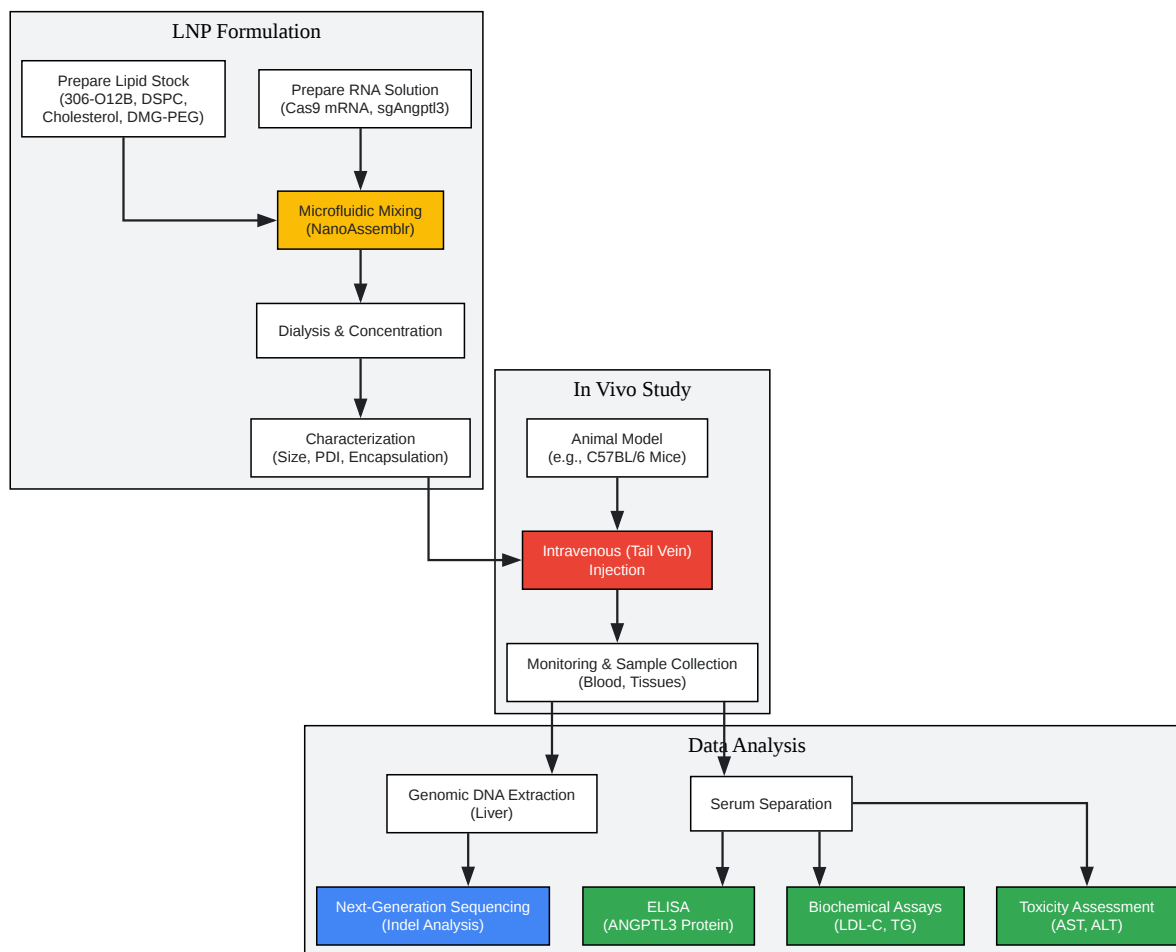 LNP Formulation
Prepare Lipid Stock
(306-O12B, DSPC,
Cholesterol, DMG-PEG)
Prepare RNA Solution
(Cas9 mRNA, sgAngptl3)
Microfluidic Mixing
(NanoAssemblr)
Dialysis & Concentration
Characterization
(Size, PDI, Encapsulation)
In Vivo Study
Animal Model
(e.g., C57BL/6 Mice)
Intravenous (Tail Vein)
Injection
Monitoring & Sample Collection
(Blood, Tissues)
Data Analysis
Genomic DNA Extraction
(Liver)
Serum Separation
Next-Generation Sequencing
(Indel Analysis)
ELISA
(ANGPTL3 Protein)
Biochemical Assays
(LDL-C, TG)
Toxicity Assessment
(AST, ALT)